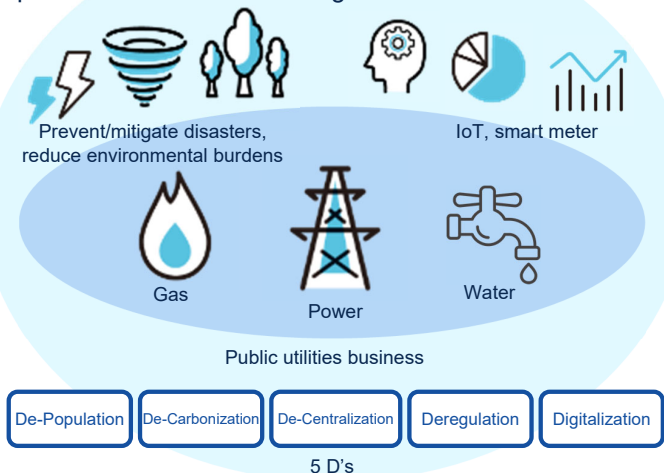 Prevent/mitigate disasters,
reduce environmental burdens
IoT, smart meter
Gas
Power
Water
Public utilities business
De-Population
De-Carbonization
De-Centralization
Deregulation
Digitalization
5 D's